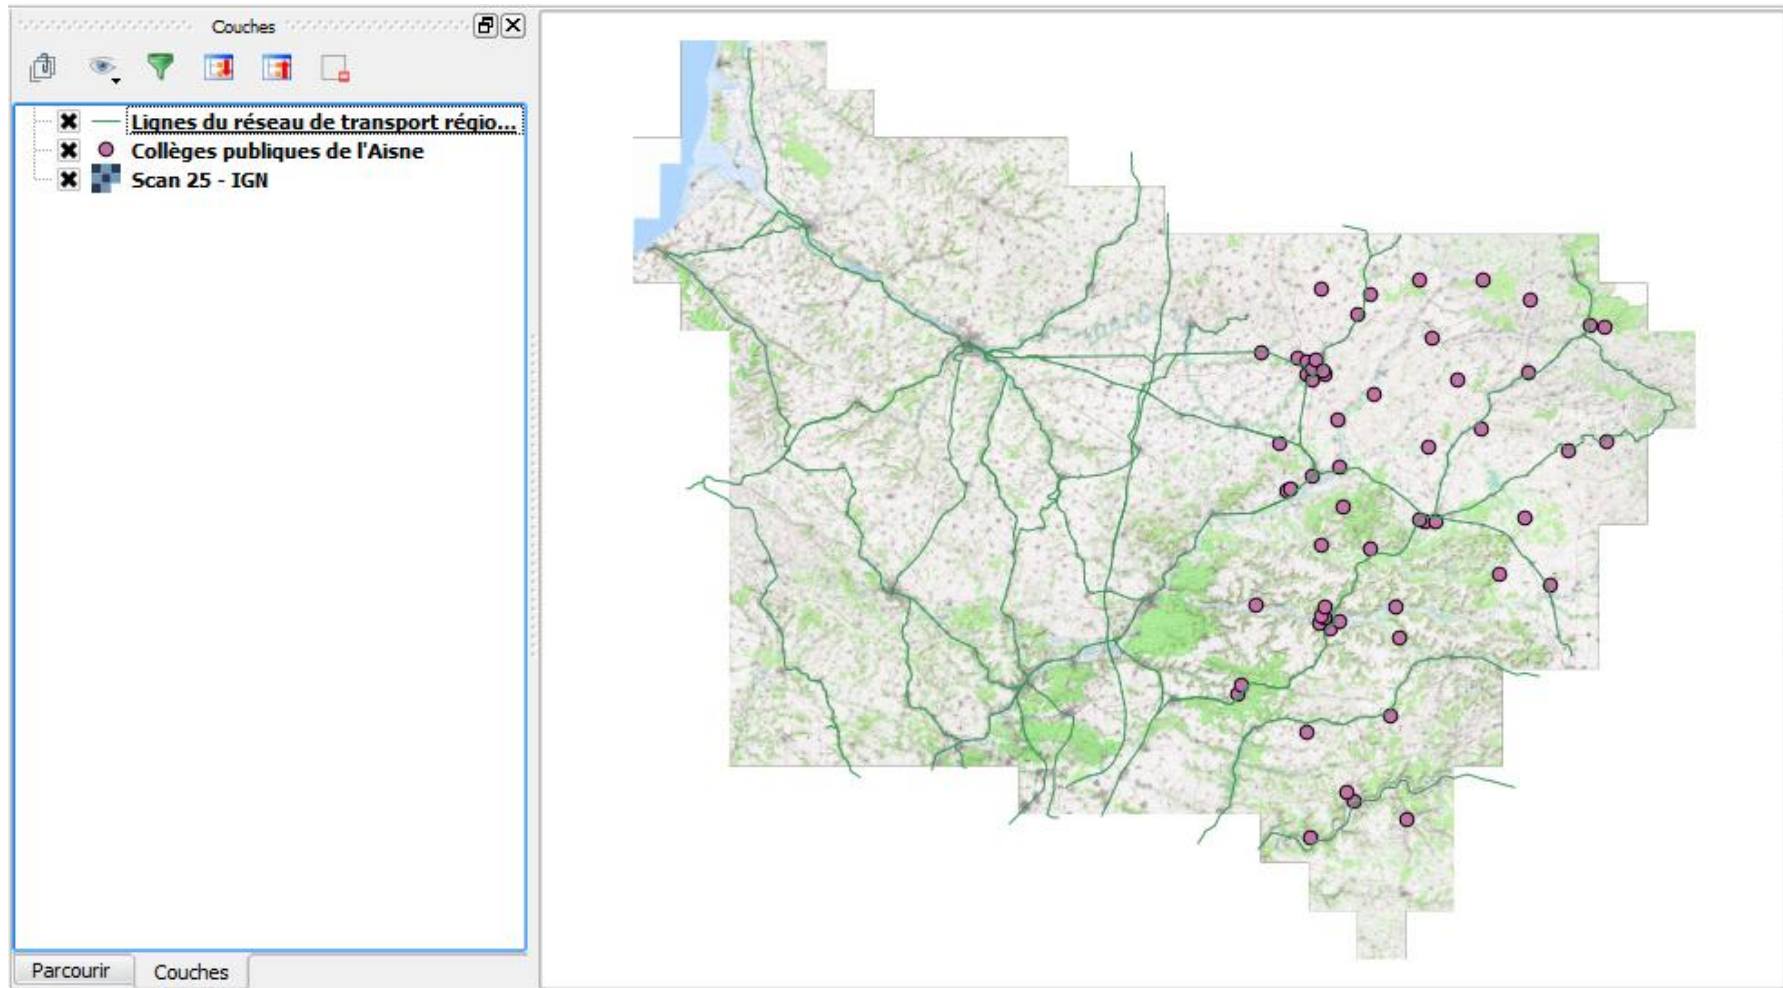 Couches
Lignes du réseau de transport régio...
Collèges publiques de l'Aisne
Scan 25 - IGN
Parcourir
Couches